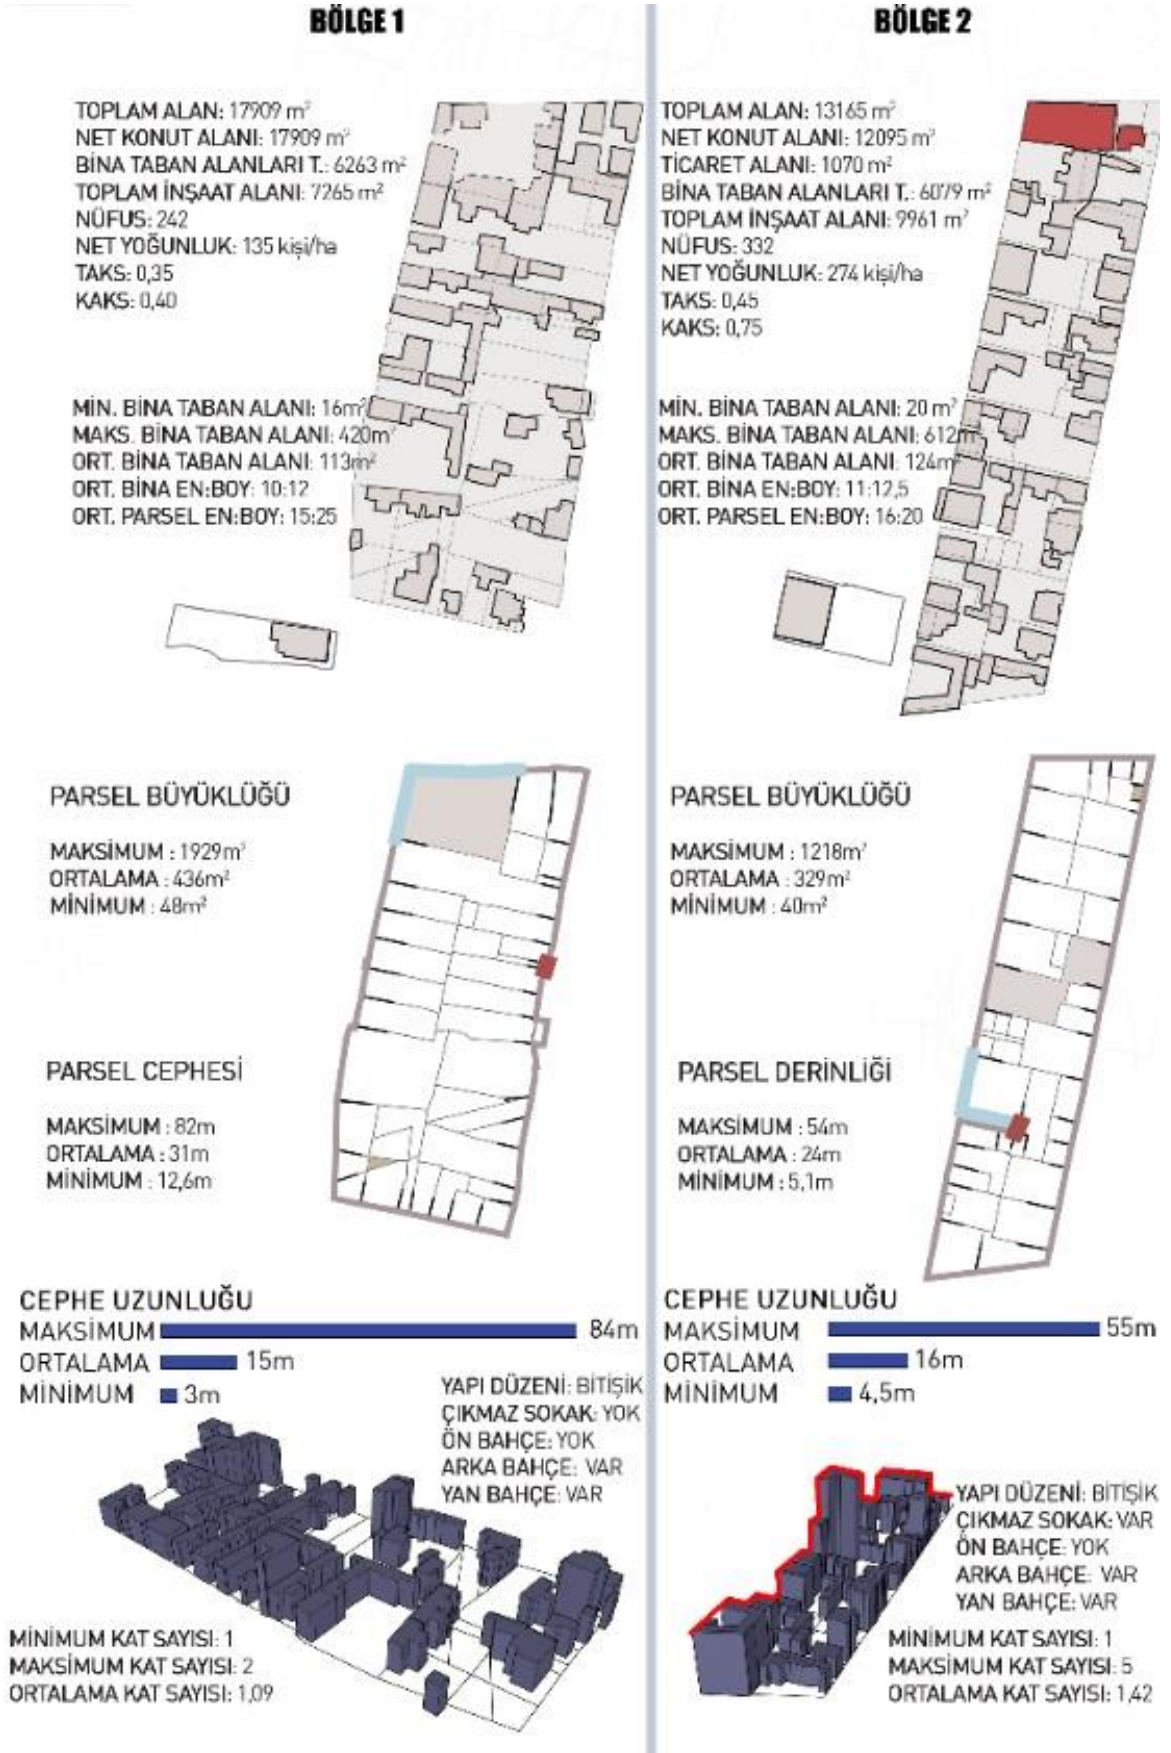 BÖLGE 1
TOPLAM ALAN: 17909 m²
NET KONUT ALANI: 17909 m²
BİNA TABAN ALANLARI T.: 6263 m²
TOPLAM İNŞAAT ALANI: 7265 m²
NÜFUS: 242
NET YOĞUNLUK: 135 kişi/ha
TAKS: 0,35
KAKS: 0,40
MİN. BİNA TABAN ALANI: 16m²
MAKS. BİNA TABAN ALANI: 420m²
ORT. BİNA TABAN ALANI: 113m²
ORT. BİNA EN:BOY: 10:12
ORT. PARSEL EN:BOY: 15:25
PARSEL BÜYÜKLÜĞÜ
MAKSİMUM : 1929m²
ORTALAMA : 436m²
MİNİMUM : 48m²
PARSEL CEPHESİ
MAKSİMUM : 82m
ORTALAMA : 31m
MİNİMUM : 12,6m
CEPHE UZUNLUĞU
MAKSİMUM 84m
ORTALAMA 15m
MİNİMUM 3m
YAPI DÜZENİ: BİTİŞİK
ÇIKMAZ SOKAK: YOK
ÖN BAHÇE: YOK
ARKA BAHÇE: VAR
YAN BAHÇE: VAR
MİNİMUM KAT SAYISI: 1
MAKSİMUM KAT SAYISI: 2
ORTALAMA KAT SAYISI: 1,09
BÖLGE 2
TOPLAM ALAN: 13165 m²
NET KONUT ALANI: 12095 m²
TİCARET ALANI: 1070 m²
BİNA TABAN ALANLARI T.: 6079 m²
TOPLAM İNŞAAT ALANI: 9961 m²
NÜFUS: 332
NET YOĞUNLUK: 274 kişi/ha
TAKS: 0,45
KAKS: 0,75
MİN. BİNA TABAN ALANI: 20 m²
MAKS. BİNA TABAN ALANI: 612m²
ORT. BİNA TABAN ALANI: 124m²
ORT. BİNA EN:BOY: 11:12,5
ORT. PARSEL EN:BOY: 16:20
PARSEL BÜYÜKLÜĞÜ
MAKSİMUM : 1218m²
ORTALAMA : 329m²
MİNİMUM : 40m²
PARSEL DERİNLİĞİ
MAKSİMUM : 54m
ORTALAMA : 24m
MİNİMUM : 5,1m
CEPHE UZUNLUĞU
MAKSİMUM 55m
ORTALAMA 16m
MİNİMUM 4,5m
YAPI DÜZENİ: BİTİŞİK
ÇIKMAZ SOKAK: VAR
ÖN BAHÇE: YOK
ARKA BAHÇE: VAR
YAN BAHÇE: VAR
MİNİMUM KAT SAYISI: 1
MAKSİMUM KAT SAYISI: 5
ORTALAMA KAT SAYISI: 1,42